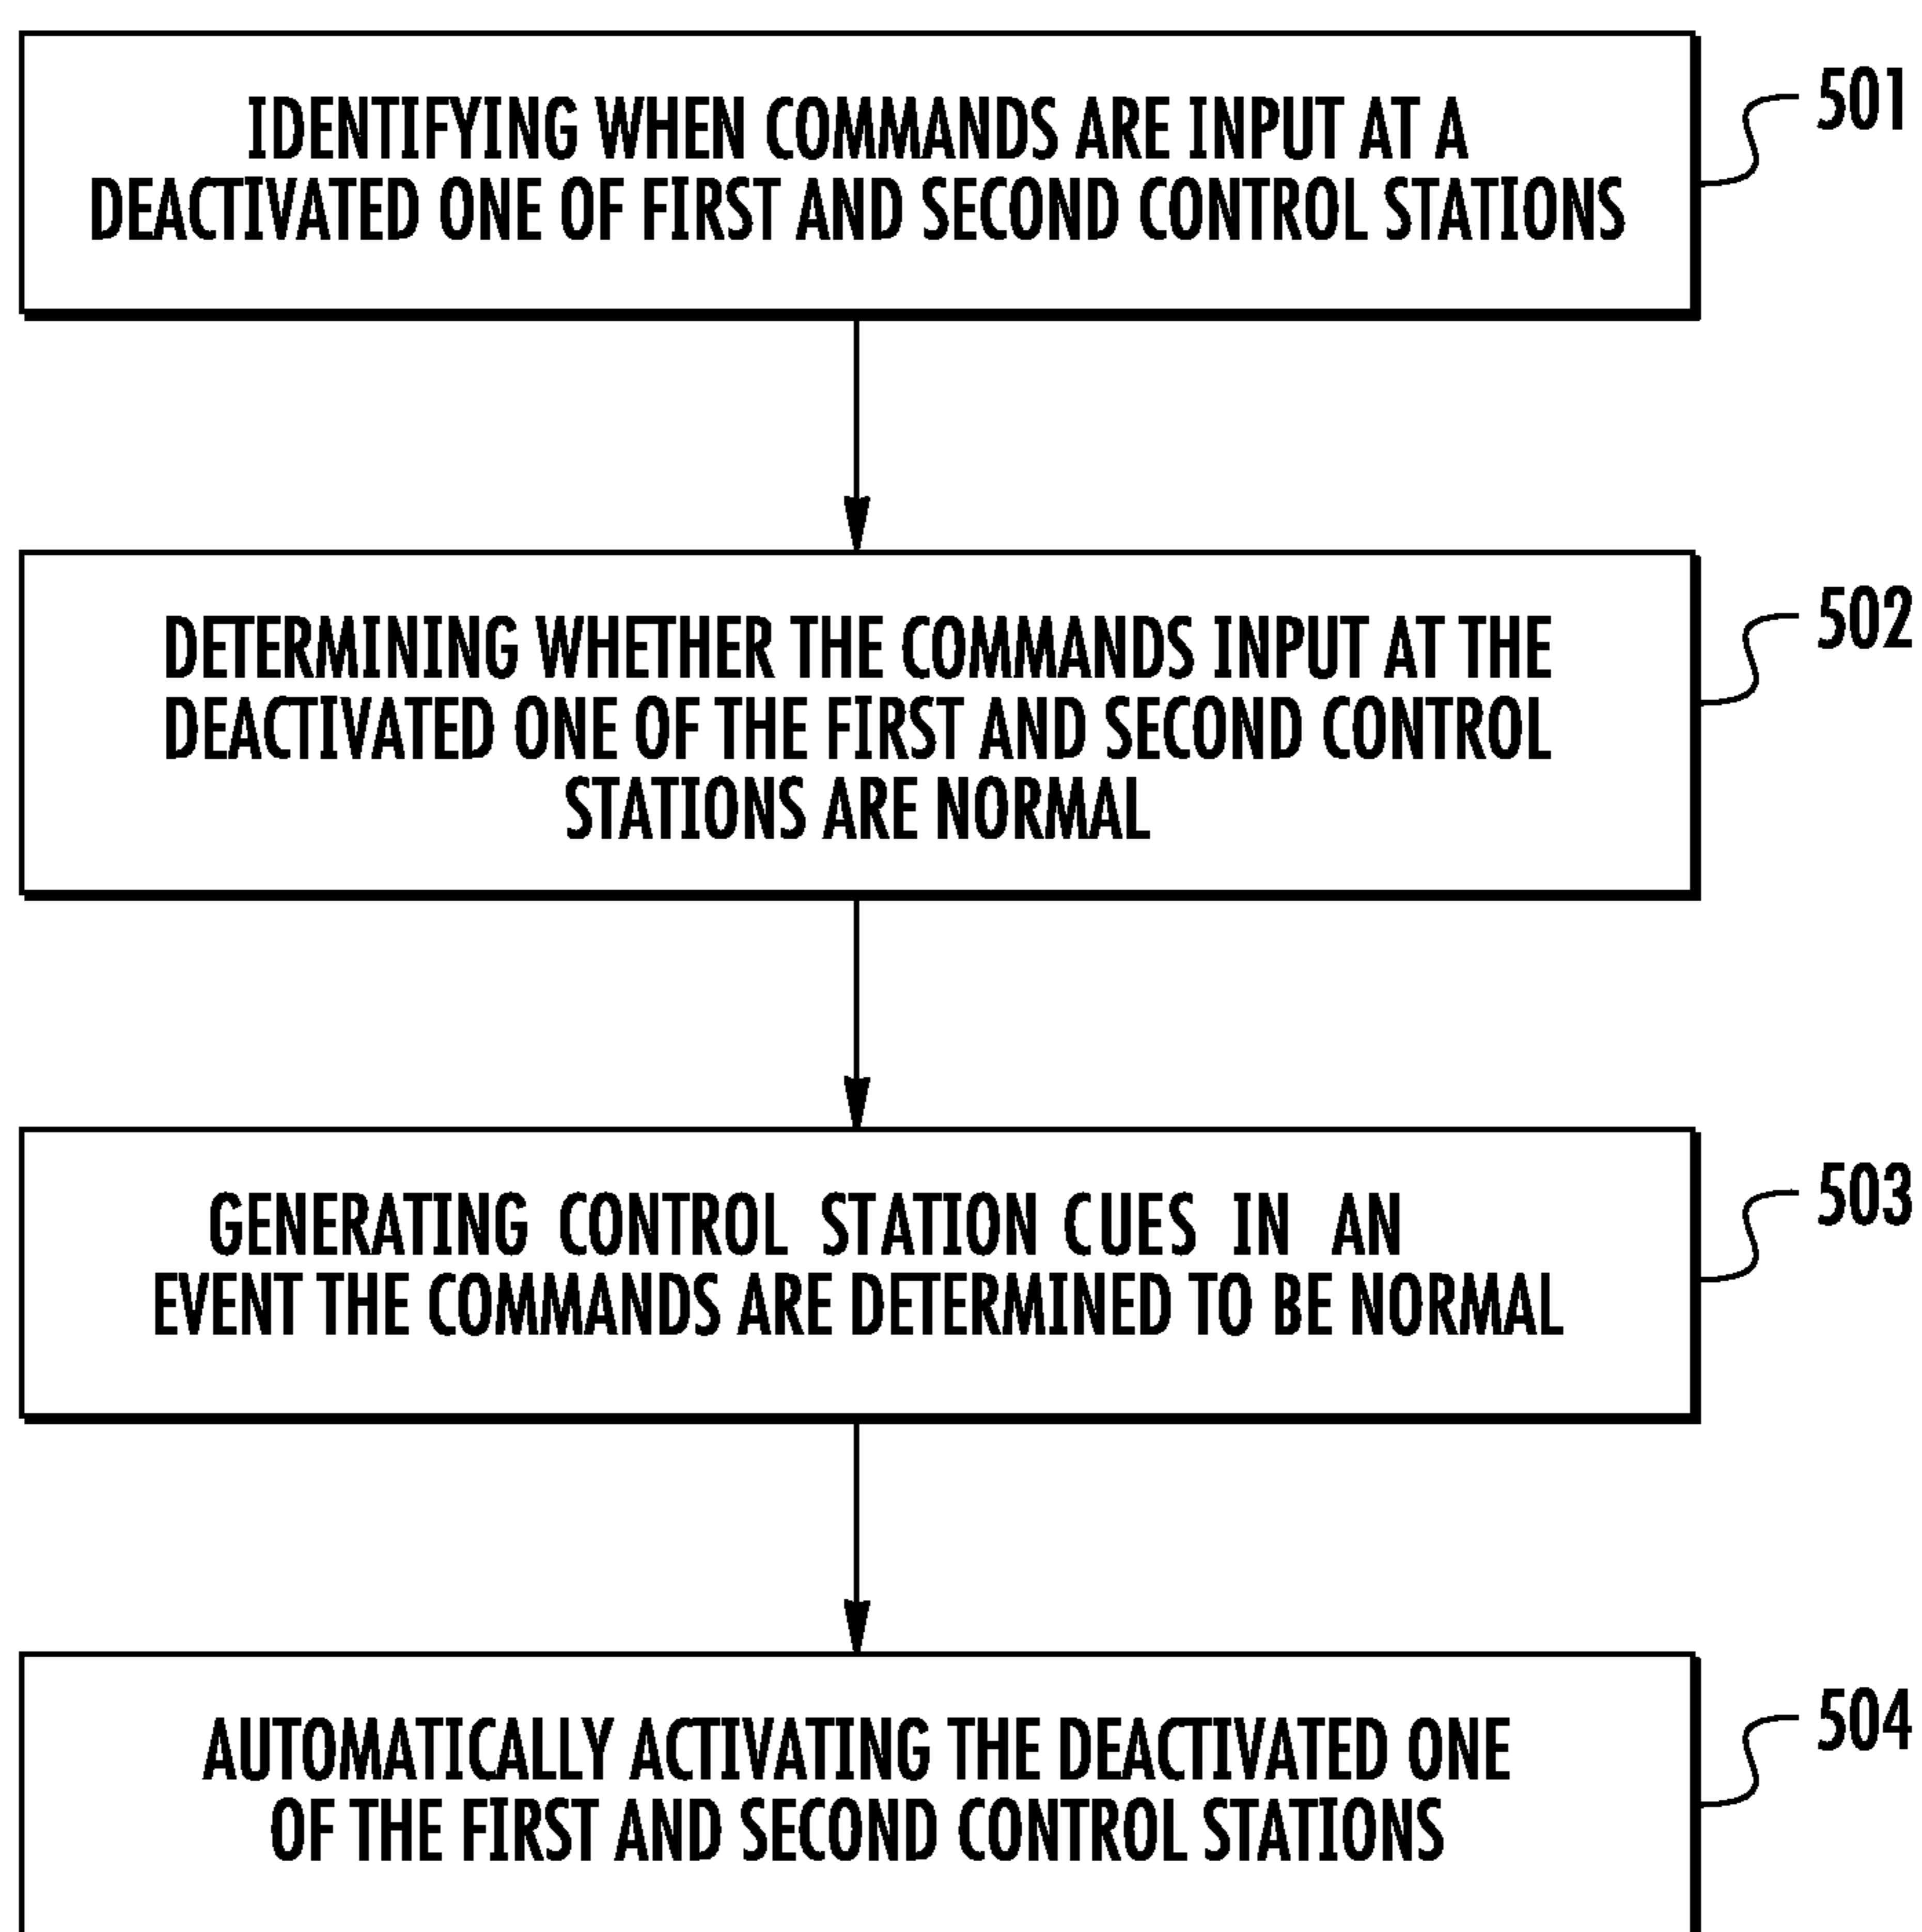 IDENTIFYING WHEN COMMANDS ARE INPUT AT A
DEACTIVATED ONE OF FIRST AND SECOND CONTROL STATIONS
501
DETERMINING WHETHER THE COMMANDS INPUT AT THE
DEACTIVATED ONE OF THE FIRST AND SECOND CONTROL
STATIONS ARE NORMAL
502
GENERATING CONTROL STATION CUES IN AN
EVENT THE COMMANDS ARE DETERMINED TO BE NORMAL
503
AUTOMATICALLY ACTIVATING THE DEACTIVATED ONE
OF THE FIRST AND SECOND CONTROL STATIONS
504